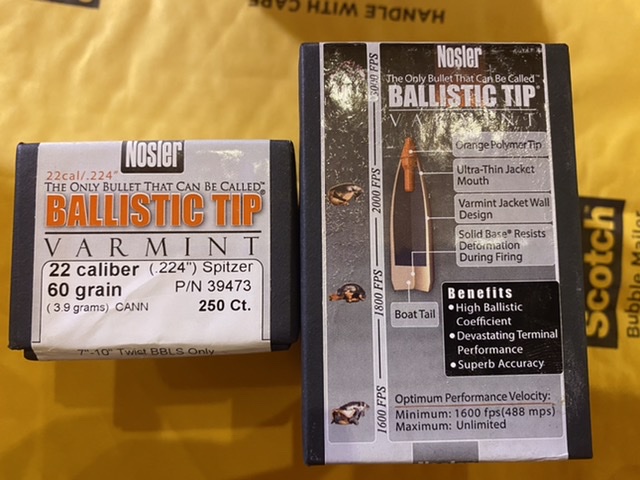 HANDLE WITH CARE
Nosler
22cal/.224"
THE ONLY BULLET THAT CAN BE CALLED™
BALLISTIC TIP®
VARMINT
22 caliber (.224") Spitzer
60 grain P/N 39473
( 3.9 grams) CANN 250 Ct.
7"-10" Twist BBLS Only
Nosler®
The Only Bullet That Can Be Called™
BALLISTIC TIP®
VARMINT
3000 FPS
2000 FPS
1800 FPS
1600 FPS
Orange Polymer Tip
Ultra-Thin Jacket
Mouth
Varmint Jacket Wall
Design
Solid Base® Resists
Deformation
During Firing
Boat Tail
Benefits
•High Ballistic
Coefficient
•Devastating Terminal
Performance
•Superb Accuracy
Optimum Performance Velocity:
Minimum: 1600 fps(488 mps)
Maximum: Unlimited
Scotch